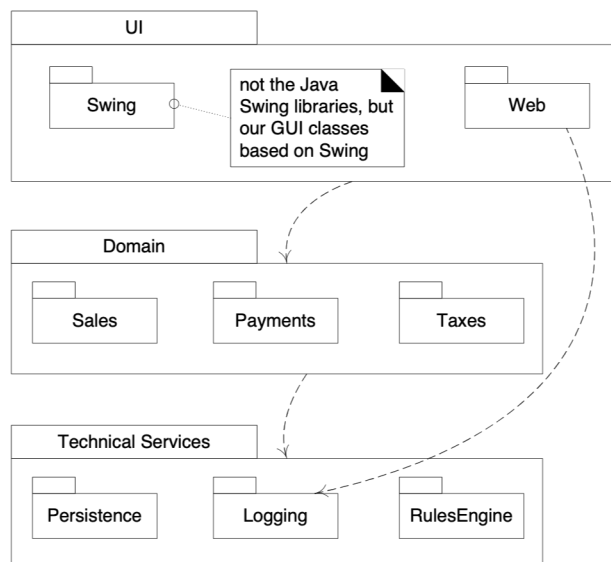 UI
Swing
not the Java
Swing libraries, but
our GUI classes
based on Swing
Web
Domain
Sales
Payments
Taxes
Technical Services
Persistence
Logging
RulesEngine